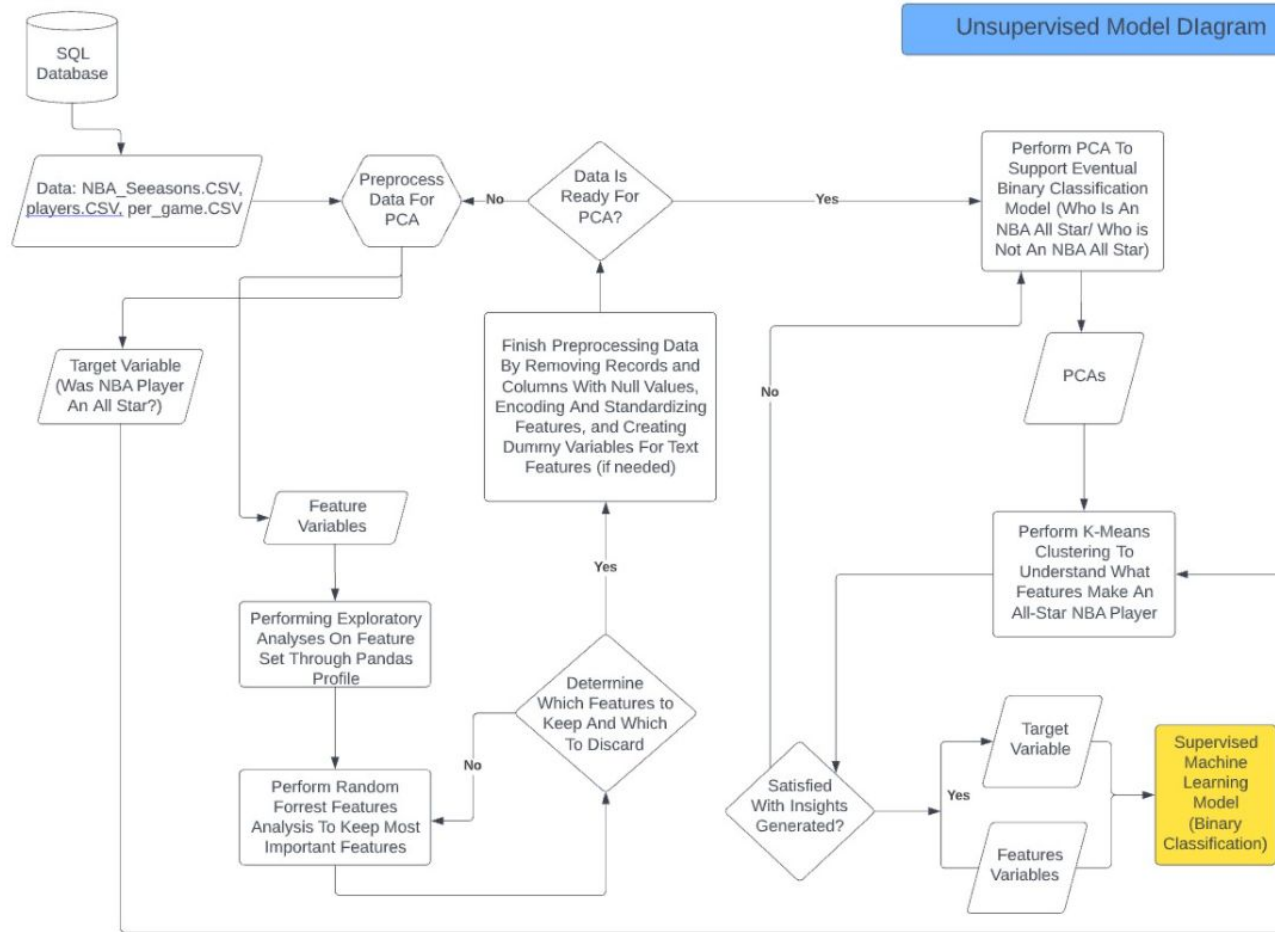 Unsupervised Model DIagram
SQL
Database
Data: NBA_Seeasons.CSV,
players.CSV, per_game.CSV
Preprocess
Data For
PCA
No
Data Is
Ready For
PCA?
Yes
Perform PCA To
Support Eventual
Binary Classification
Model (Who Is An
NBA All Star/ Who is
Not An NBA All Star)
Target Variable
(Was NBA Player
An All Star?)
Finish Preprocessing Data
By Removing Records and
Columns With Null Values,
Encoding And Standardizing
Features, and Creating
Dummy Variables For Text
Features (if needed)
No
PCAs
Feature
Variables
Yes
Perform K-Means
Clustering To
Understand What
Features Make An
All-Star NBA Player
Performing Exploratory
Analyses On Feature
Set Through Pandas
Profile
Determine
Which Features to
Keep And Which
To Discard
No
Perform Random
Forrest Features
Analysis To Keep Most
Important Features
Satisfied
With Insights
Generated?
Yes
Target
Variable
Features
Variables
Supervised
Machine
Learning
Model
(Binary
Classification)